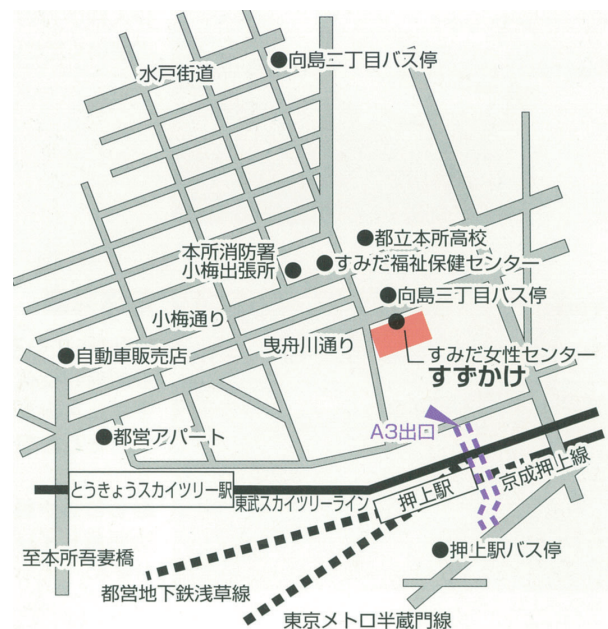 向島二丁目バス停
水戸街道
都立本所高校
本所消防署
小梅出張所
すみだ福祉保健センター
向島三丁目バス停
小梅通り
曳舟川通り
自動車販売店
すみだ女性センター
すずかけ
A3出口
都営アパート
とうきょうスカイツリー駅
東武スカイツリーライン
押上駅
京成押上線
至本所吾妻橋
押上駅バス停
都営地下鉄浅草線
東京メトロ半蔵門線